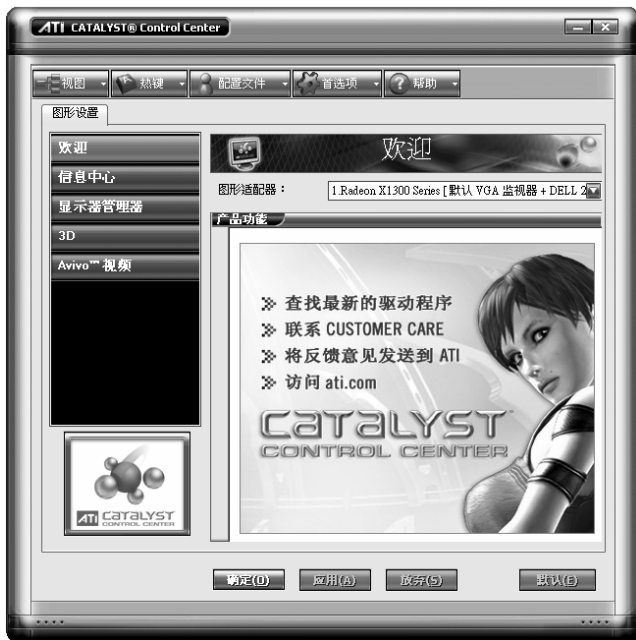 ATI CATALYST® Control Center
视图 热键 配置文件 首选项 帮助
图形设置
欢迎
信息中心
显示器管理器
3D
Avivo™ 视频
欢迎
图形适配器：
1.Radeon X1300 Series [默认 VGA 监视器 + DELL 2
产品功能
查找最新的驱动程序
联系 CUSTOMER CARE
将反馈意见发送到 ATI
访问 ati.com
CATALYST™
CONTROL CENTER
ATI CATALYST
CONTROL CENTER
确定(O) 应用(A) 放弃(S) 默认(E)